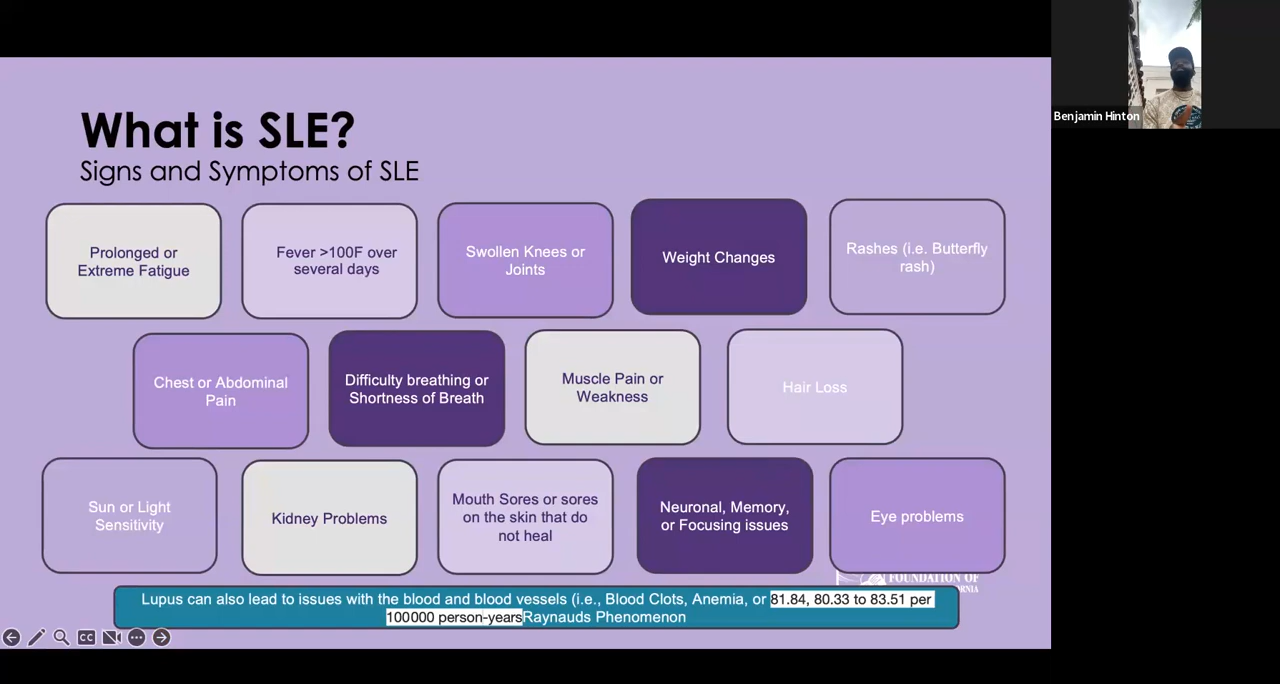 Benjamin Hinton
What is SLE?
Signs and Symptoms of SLE
Prolonged or
Extreme Fatigue
Fever >100F over
several days
Swollen Knees or
Joints
Weight Changes
Rashes (i.e. Butterfly
rash)
Chest or Abdominal
Pain
Difficulty breathing or
Shortness of Breath
Muscle Pain or
Weakness
Hair Loss
Sun or Light
Sensitivity
Kidney Problems
Mouth Sores or sores
on the skin that do
not heal
Neuronal, Memory,
or Focusing issues
Eye problems
FOUNDATION OF
Lupus can also lead to issues with the blood and blood vessels (i.e., Blood Clots, Anemia, or 81.84, 80.33 to 83.51 per
100000 person-yearsRaynauds Phenomenon
CC